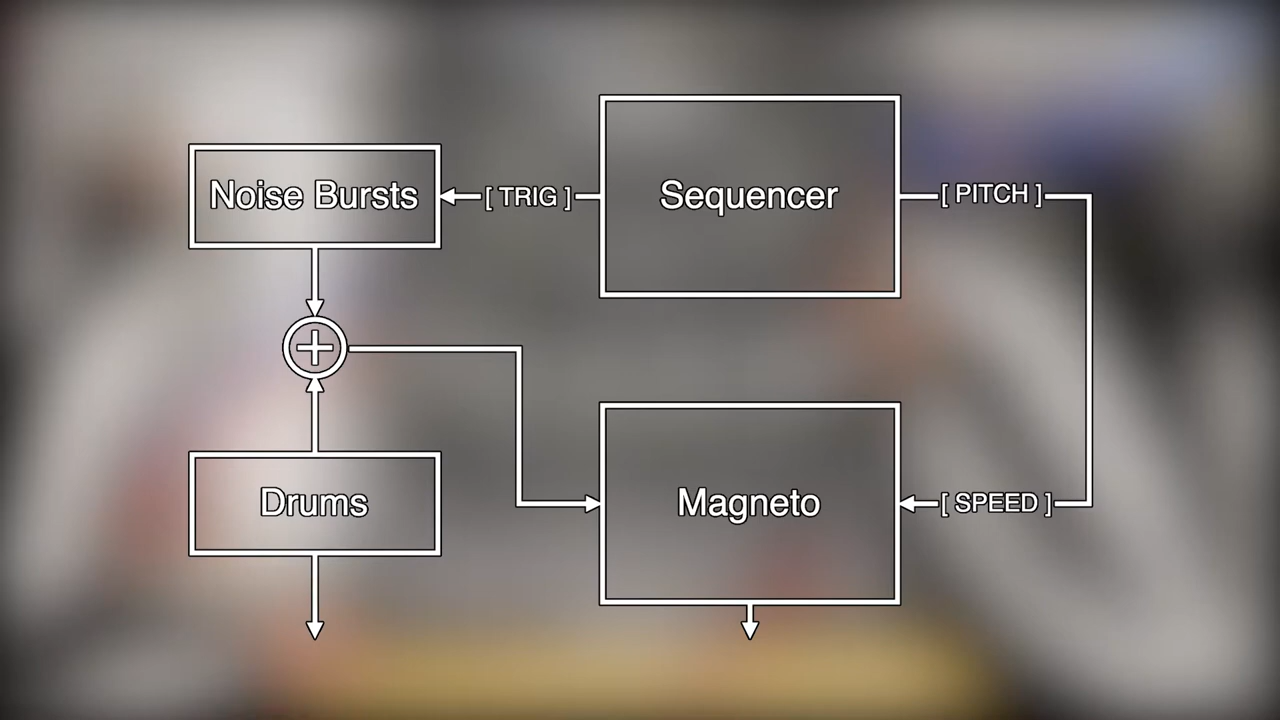 Noise Bursts
[ TRIG ]
Sequencer
[ PITCH ]
Drums
Magneto
[ SPEED ]